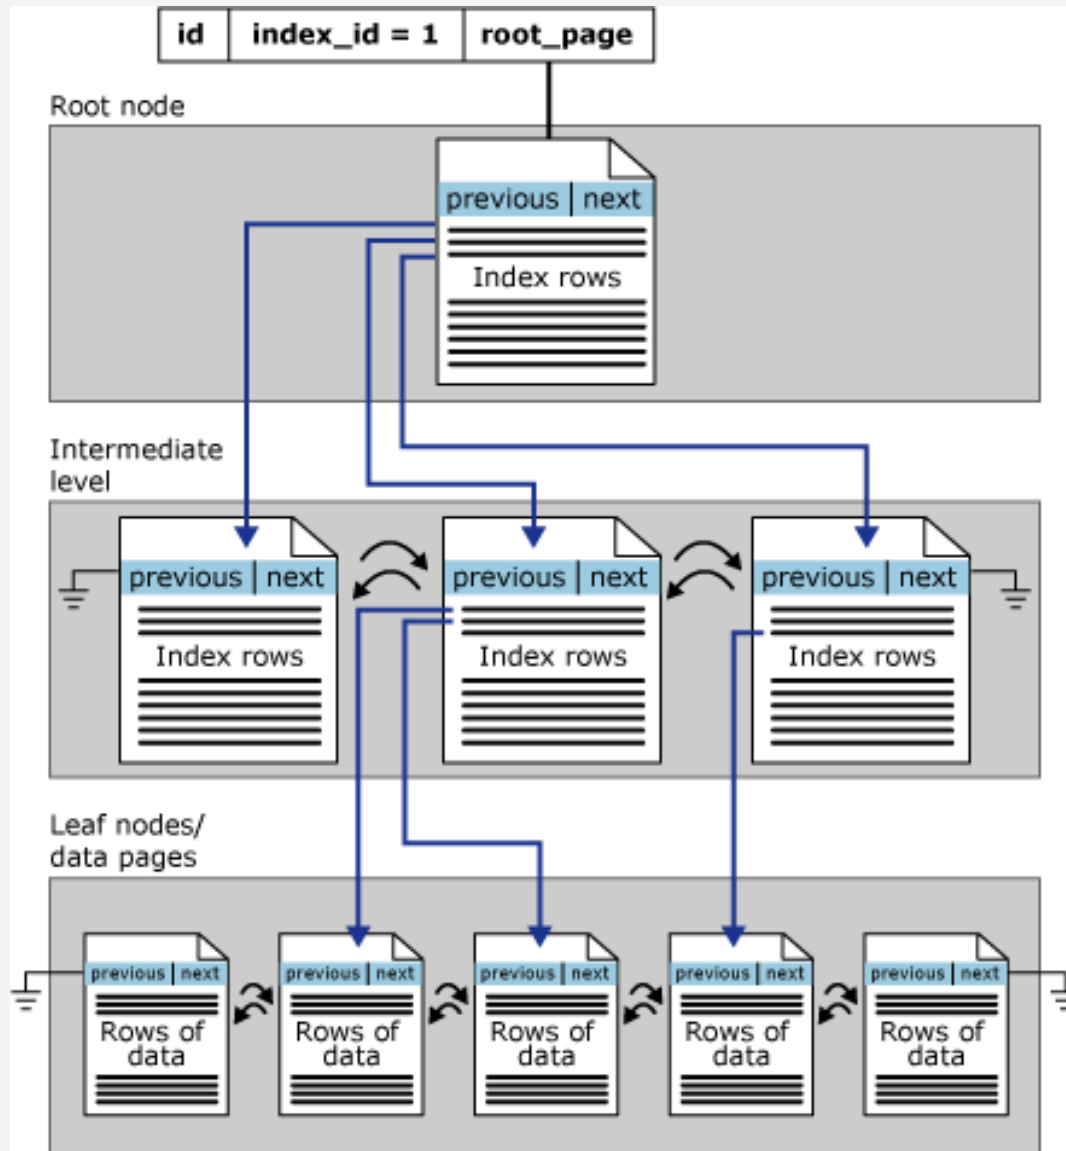 id index_id = 1 root_page
Root node
previous next
Index rows
Intermediate
level
previous next previous next previous next
Index rows Index rows Index rows
Leaf nodes/
data pages
previous next previous next previous next previous next previous next
Rows of Rows of Rows of Rows of Rows of
data data data data data